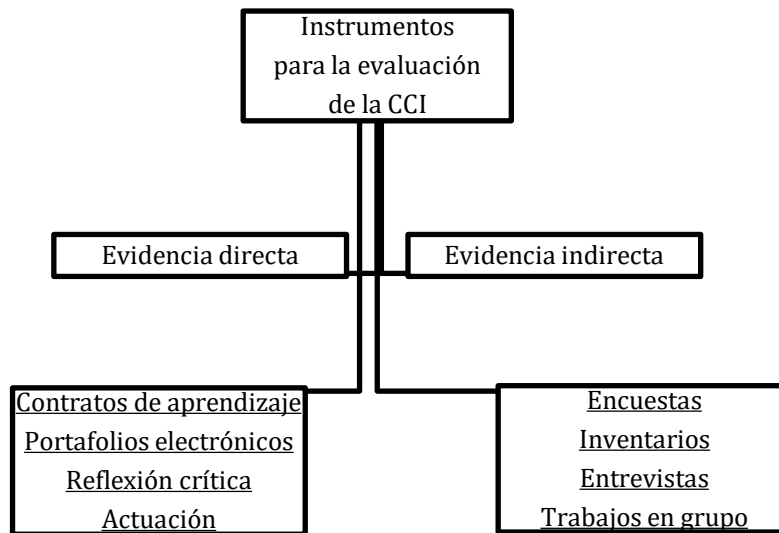 Instrumentos
para la evaluación
de la CCI
Evidencia directa
Evidencia indirecta
Contratos de aprendizaje
Portafolios electrónicos
Reflexión crítica
Actuación
Encuestas
Inventarios
Entrevistas
Trabajos en grupo